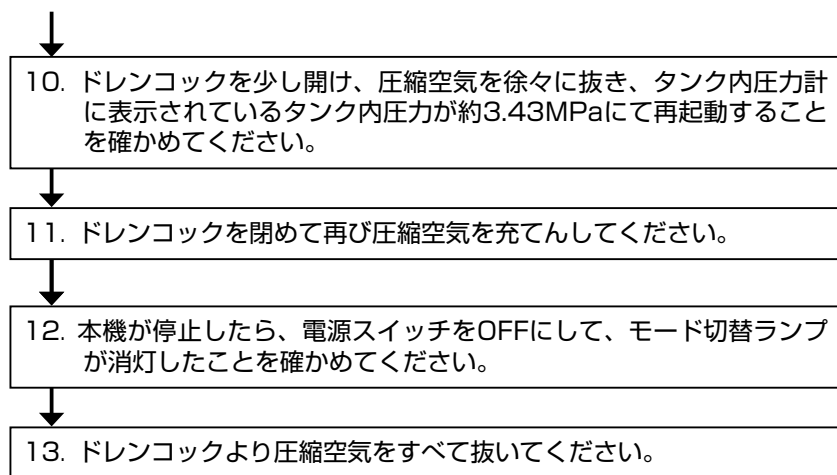 10. ドレンコックを少し開け、圧縮空気を徐々に抜き、タンク内圧力計
に表示されているタンク内圧力が約3.43MPaにて再起動すること
を確かめてください。
11. ドレンコックを閉めて再び圧縮空気を充てんしてください。
12. 本機が停止したら、電源スイッチをOFFにして、モード切替ランプ
が消灯したことを確かめてください。
13. ドレンコックより圧縮空気をすべて抜いてください。